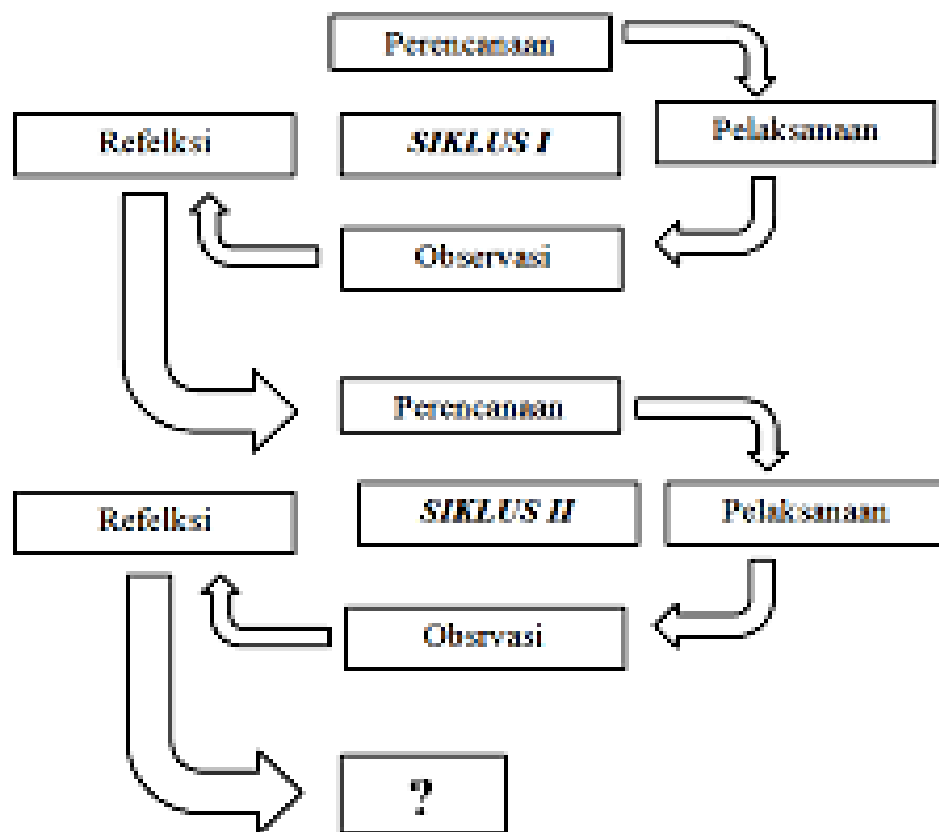 Perencanaan
Refelksi
SIKLUS I
Pelaksanaan
Observasi
Perencanaan
Refelksi
SIKLUS II
Pelaksanaan
Obsrvasi
?